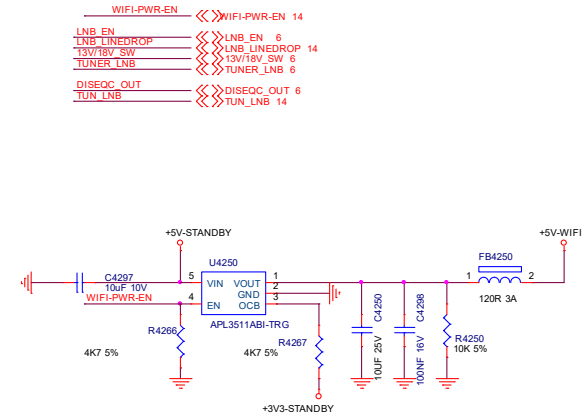 WIFI-PWR-EN WIFI-PWR-EN 14
LNB_EN LNB_EN 6
LNB_LINEDROP LNB_LINEDROP 14
13V/18V_SW 13V/18V_SW 6
TUNER_LNB TUNER_LNB 6
DISEQC_OUT DISEQC_OUT 6
TUN_LNB TUN_LNB 14
+5V-STANDBY
+5V-WIFI
U4250
FB4250
C4297
10uF 10V
5 VIN VOUT 1
GND 2
WIFI-PWR-EN 4 EN OCB 3
1 2
120R 3A
APL3511ABI-TRG
R4266
4K7 5%
R4267
4K7 5%
C4250
10UF 25V
C4298
100NF 16V
R4250
10K 5%
+3V3-STANDBY